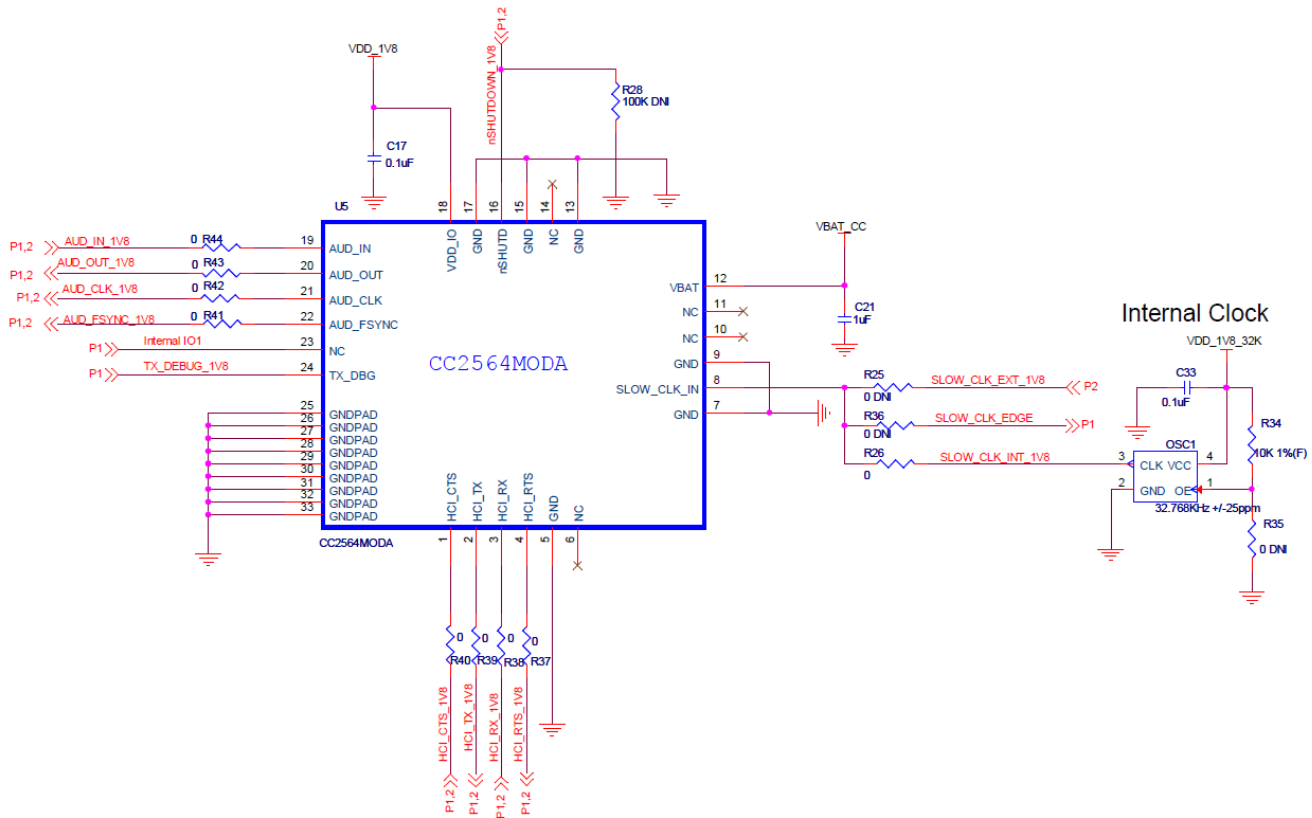 P1,2
nSHUTDOWN_1V8
VDD_1V8
R28
100K DNI
C17
0.1uF
U5
18
17
16
15
14
13
VDD_IO
GND
nSHUTD
GND
NC
GND
P1,2
AUD_IN_1V8
0 R44
19
AUD_IN
P1,2
AUD_OUT_1V8
0 R43
20
AUD_OUT
P1,2
AUD_CLK_1V8
0 R42
21
AUD_CLK
P1,2
AUD_FSYNC_1V8
0 R41
22
AUD_FSYNC
P1
Internal IO1
23
NC
P1
TX_DEBUG_1V8
24
TX_DBG
25
GNDPAD
26
GNDPAD
27
GNDPAD
28
GNDPAD
29
GNDPAD
30
GNDPAD
31
GNDPAD
32
GNDPAD
33
GNDPAD
CC2564MODA
CC2564MODA
VBAT_CC
VBAT
12
NC
11
NC
10
GND
9
SLOW_CLK_IN
8
GND
7
C21
1uF
R25
0 DNI
SLOW_CLK_EXT_1V8
P2
R36
0 DNI
SLOW_CLK_EDGE
P1
R26
0
SLOW_CLK_INT_1V8
Internal Clock
VDD_1V8_32K
C33
0.1uF
R34
10K 1%(F)
OSC1
3
CLK VCC
4
2
GND OE
1
32.768KHz +/-25ppm
R35
0 DNI
HCI_CTS
HCI_TX
HCI_RX
HCI_RTS
GND
NC
1
2
3
4
5
6
0
0
0
0
R40
R39
R38
R37
HCI_CTS_1V8
HCI_TX_1V8
HCI_RX_1V8
HCI_RTS_1V8
P1,2
P1,2
P1,2
P1,2